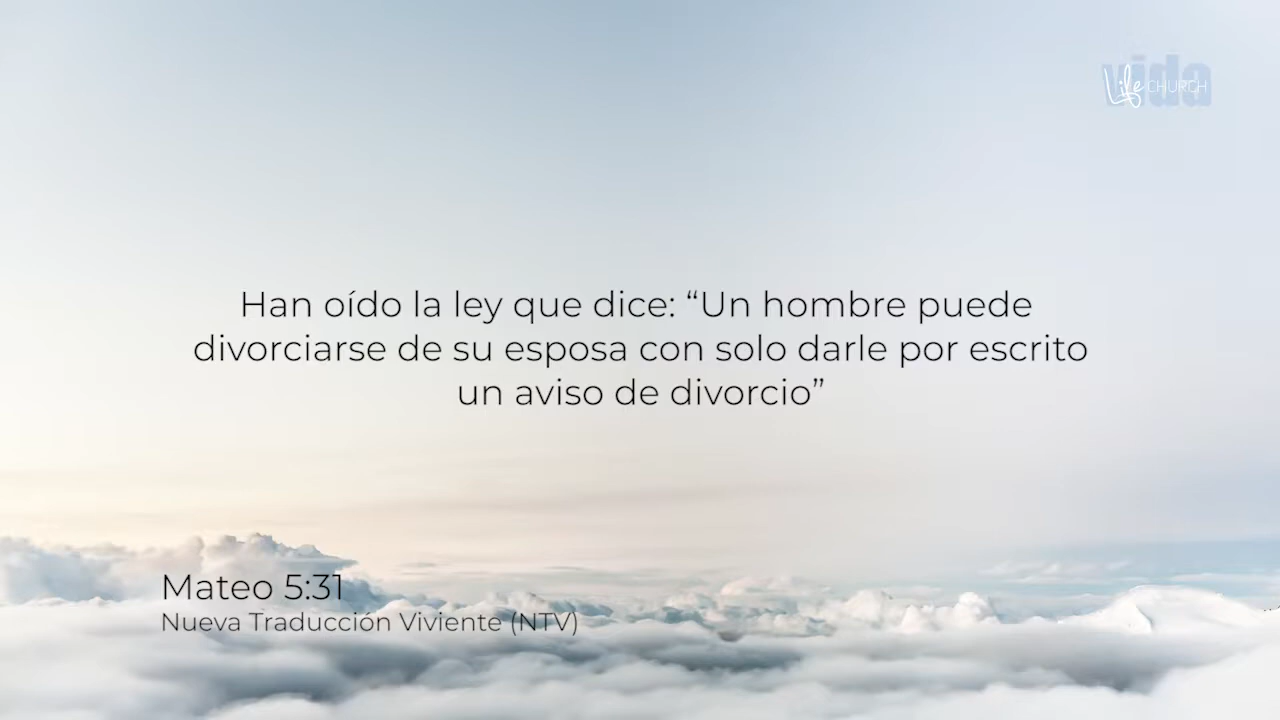 vida
Life CHURCH
Han oído la ley que dice: “Un hombre puede
divorciarse de su esposa con solo darle por escrito
un aviso de divorcio”
Mateo 5:31
Nueva Traducción Viviente (NTV)